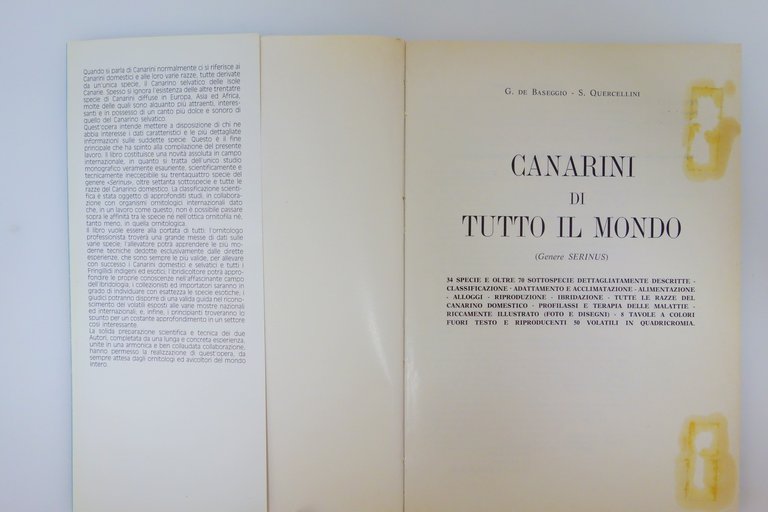 Quando si parla di Canarini normalmente ci si riferisce ai
Canarini domestici e alle loro varie razze, tutte derivate
da un'unica specie, il Canarino selvatico delle isole
Canarie. Spesso si ignora l'esistenza delle altre trentatre
specie di Canarini diffuse in Europa, Asia ed Africa,
molte delle quali sono alquanto più attraenti, interes-
santi e in possesso di un canto più dolce e sonoro di
quello del Canarino selvatico.
Quest'opera intende mettere a disposizione di chi ne
abbia interesse i dati caratteristici e le più dettagliate
informazioni sulle suddette specie. Questo è il fine
principale che ha spinto alla compilazione del presente
lavoro. Il libro costituisce una novità assoluta in campo
internazionale, in quanto si tratta dell'unico studio
monografico veramente esauriente, scientificamente e
tecnicamente ineccepibile su trentaquattro specie del
genere «Serinus», oltre settanta sottospecie e tutte le
razze del Canarino domestico. La classificazione scienti-
fica è stata oggetto di approfonditi studi, in collabora-
zione con organismi ornitologici internazionali dato
che, in un lavoro come questo, non è possibile passare
sopra le affinità tra le specie né nell'ottica ornitofila né,
tanto meno, in quella ornitologica.
Il libro vuole essere alla portata di tutti: l'ornitologo
professionista troverà una grande messe di dati sulle
varie specie; l'allevatore potrà apprendere le più mo-
derne tecniche dedotte esclusivamente dalle dirette
esperienze, che sono sempre le più valide, per alleva-
re con successo i Canarini domestici e selvatici e tutti i
Fringillidi indigeni ed esotici; l'ibridicoltore potrà appro-
fondire le proprie conoscenze nell'affascinante campo
dell'ibridologia; i collezionisti ed importatori saranno in
grado di individuare con esattezza le specie esotiche; i
giudici potranno disporre di una valida guida nel ricono-
scimento dei volatili esposti alle varie mostre nazionali
ed internazionali; e, infine, i principianti troveranno lo
spunto per un costante approfondimento in un settore
così interessante.
La solida preparazione scientifica e tecnica dei due
Autori, completata da una lunga e concreta esperienza,
unite in una armonica e ben collaudata collaborazione,
hanno permesso la realizzazione di quest'opera, da
sempre attesa dagli ornitologi ed avicoltori del mondo
intero.
G. DE BASEGGIO - S. QUERCELLINI
CANARINI
DI
TUTTO IL MONDO
(Genere SERINUS)
34 SPECIE E OLTRE 70 SOTTOSPECIE DETTAGLIATAMENTE DESCRITTE -
CLASSIFICAZIONE - ADATTAMENTO E ACCLIMATAZIONE - ALIMENTAZIONE
- ALLOGGI - RIPRODUZIONE - IBRIDAZIONE - TUTTE LE RAZZE DEL
CANARINO DOMESTICO - PROFILASSI E TERAPIA DELLE MALATTIE -
RICCAMENTE ILLUSTRATO (FOTO E DISEGNI) - 8 TAVOLE A COLORI
FUORI TESTO E RIPRODUCENTI 50 VOLATILI IN QUADRICROMIA.